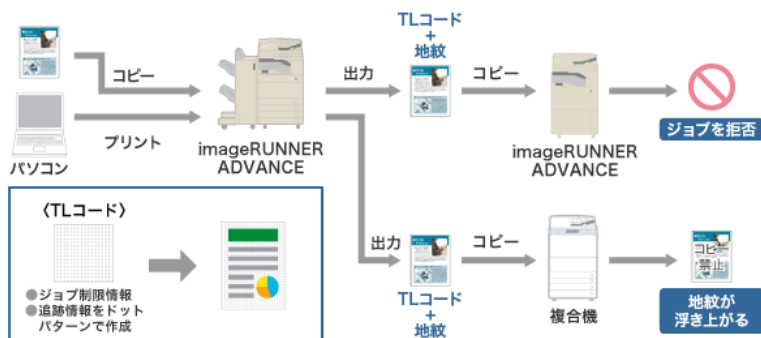 TLコード
+
地紋
コピー
出力
コピー
プリント
パソコン
imageRUNNER
ADVANCE
imageRUNNER
ADVANCE
ジョブを拒否
〈TLコード〉
●ジョブ制限情報
●追跡情報をドット
パターンで作成
出力
コピー
TLコード
+
地紋
複合機
コピー
禁止
地紋が
浮き上がる